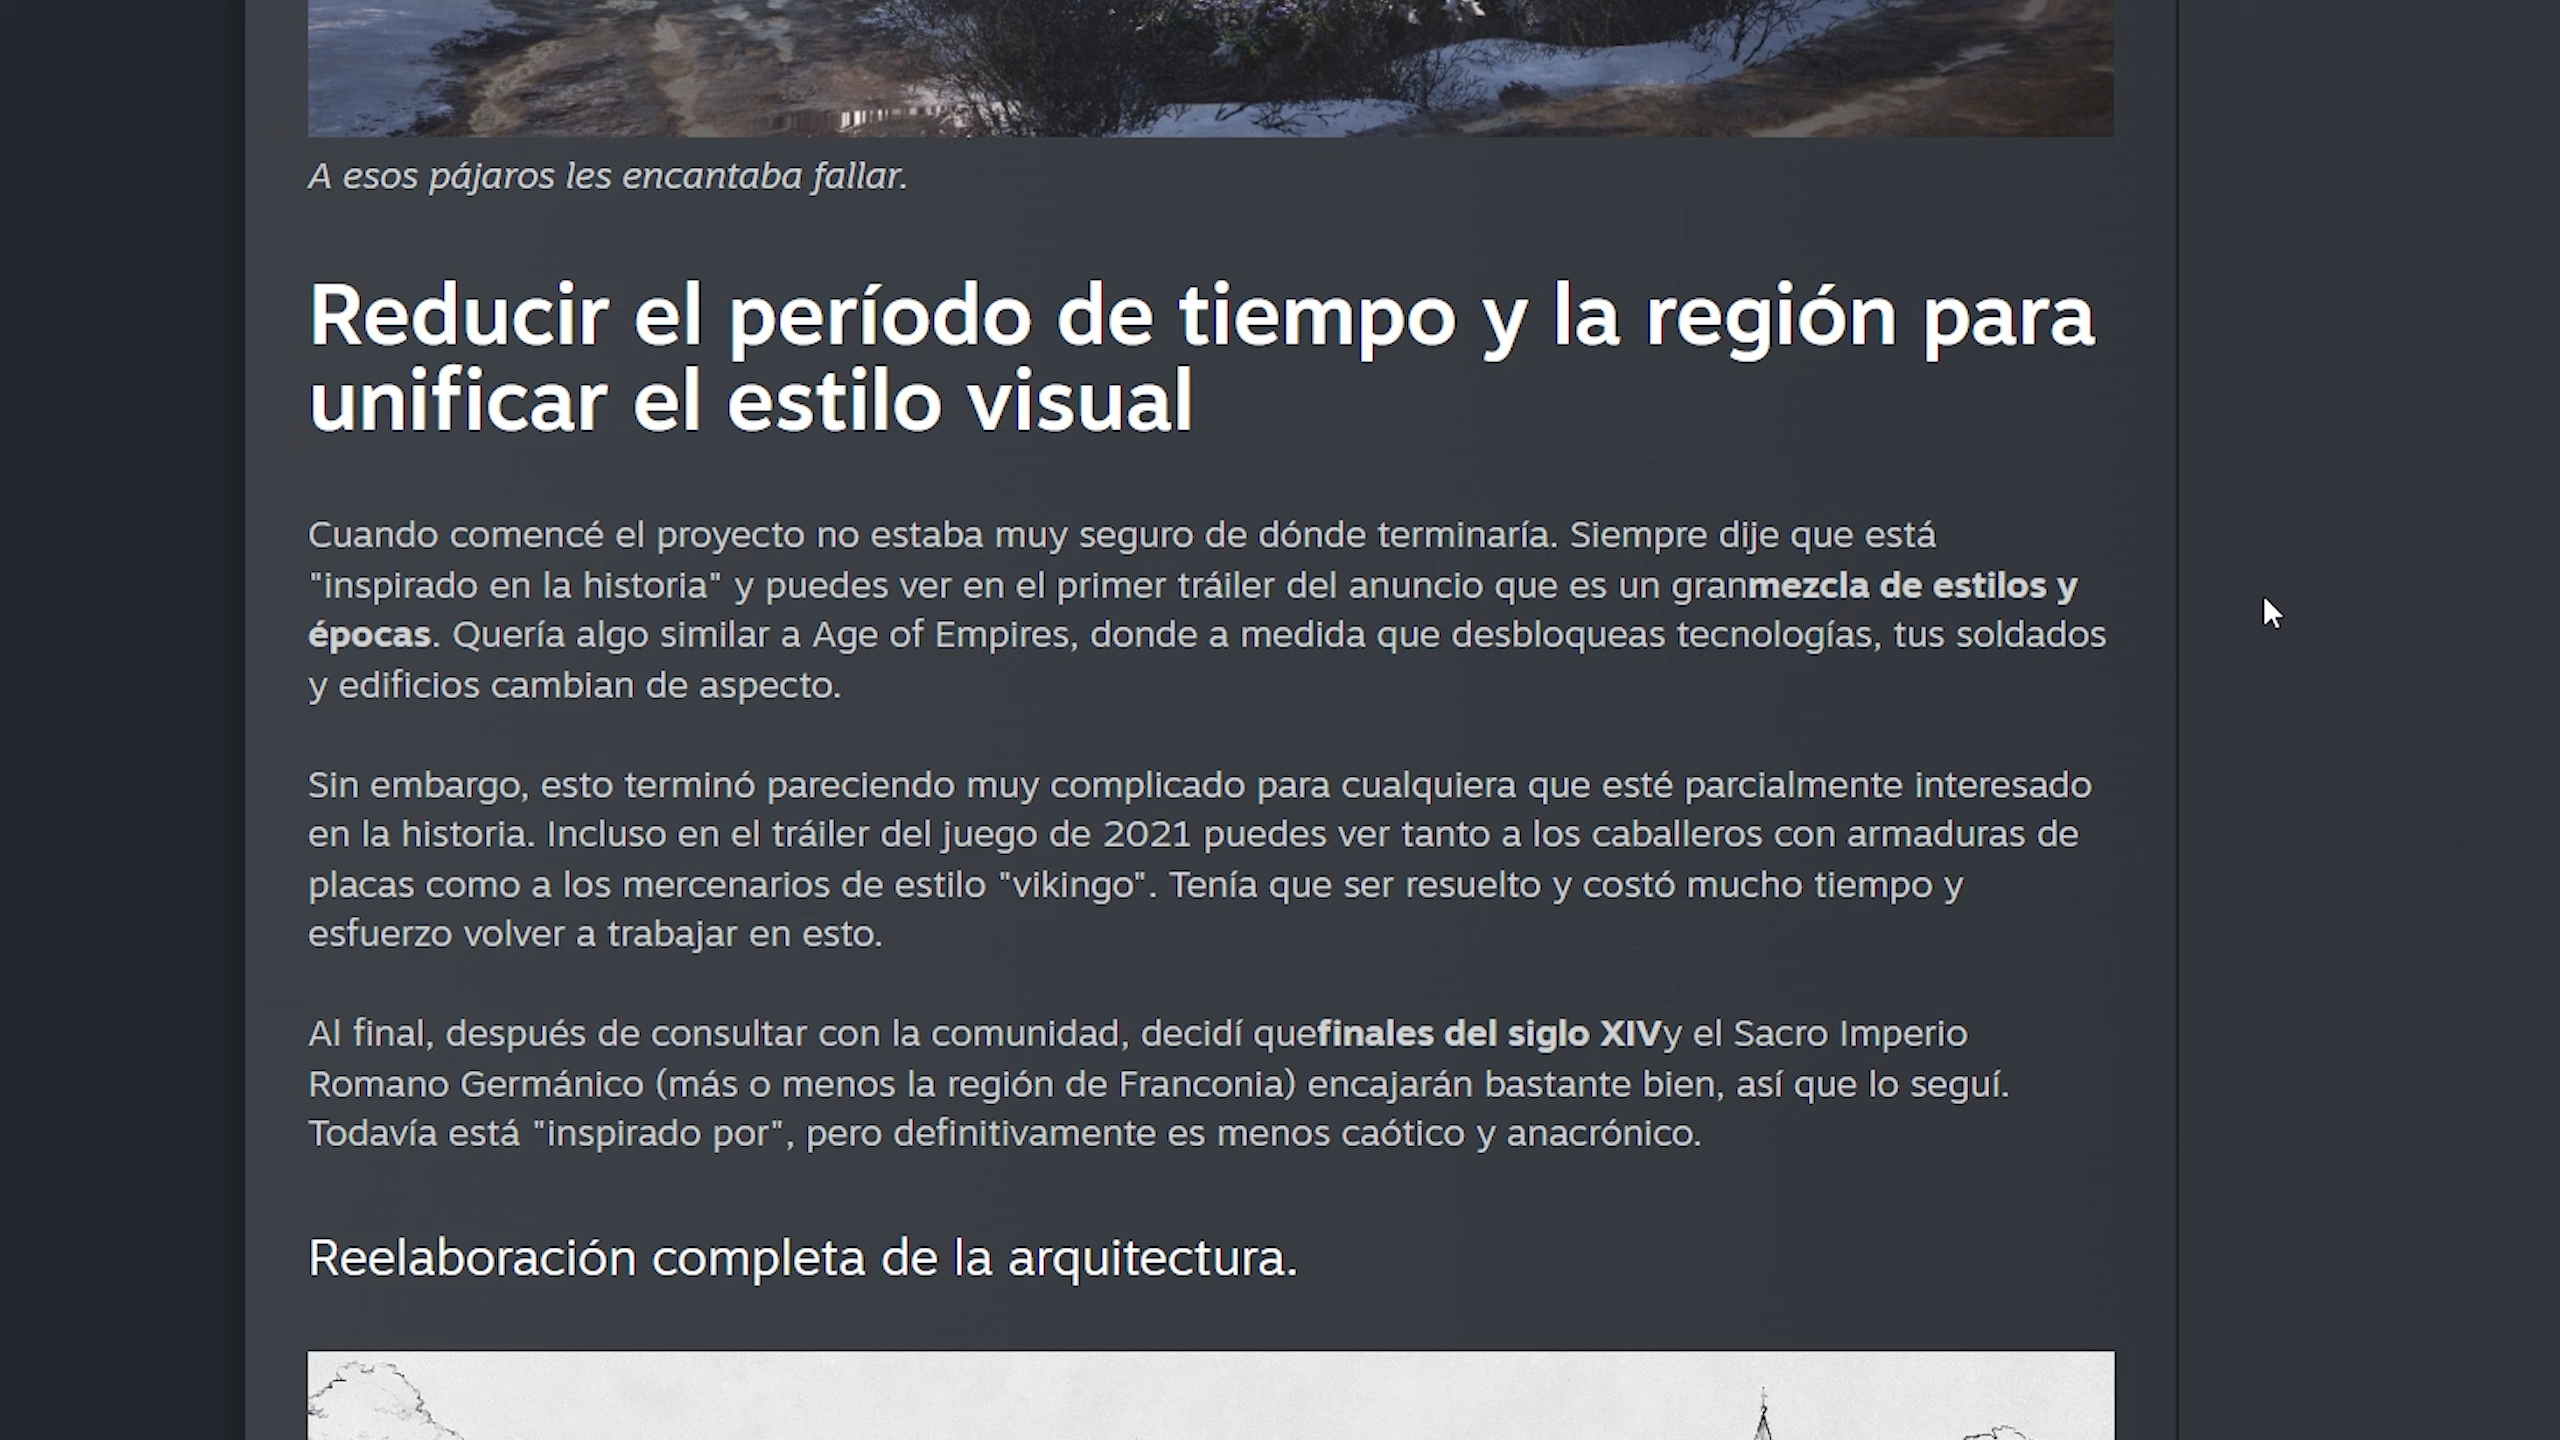 A esos pájaros les encantaba fallar.
Reducir el período de tiempo y la región para
unificar el estilo visual
Cuando comencé el proyecto no estaba muy seguro de dónde terminaría. Siempre dije que está
"inspirado en la historia" y puedes ver en el primer tráiler del anuncio que es un granmezcla de estilos y
épocas. Quería algo similar a Age of Empires, donde a medida que desbloqueas tecnologías, tus soldados
y edificios cambian de aspecto.
Sin embargo, esto terminó pareciendo muy complicado para cualquiera que esté parcialmente interesado
en la historia. Incluso en el tráiler del juego de 2021 puedes ver tanto a los caballeros con armaduras de
placas como a los mercenarios de estilo "vikingo". Tenía que ser resuelto y costó mucho tiempo y
esfuerzo volver a trabajar en esto.
Al final, después de consultar con la comunidad, decidí quefinales del siglo XIVy el Sacro Imperio
Romano Germánico (más o menos la región de Franconia) encajarán bastante bien, así que lo seguí.
Todavía está "inspirado por", pero definitivamente es menos caótico y anacrónico.
Reelaboración completa de la arquitectura.